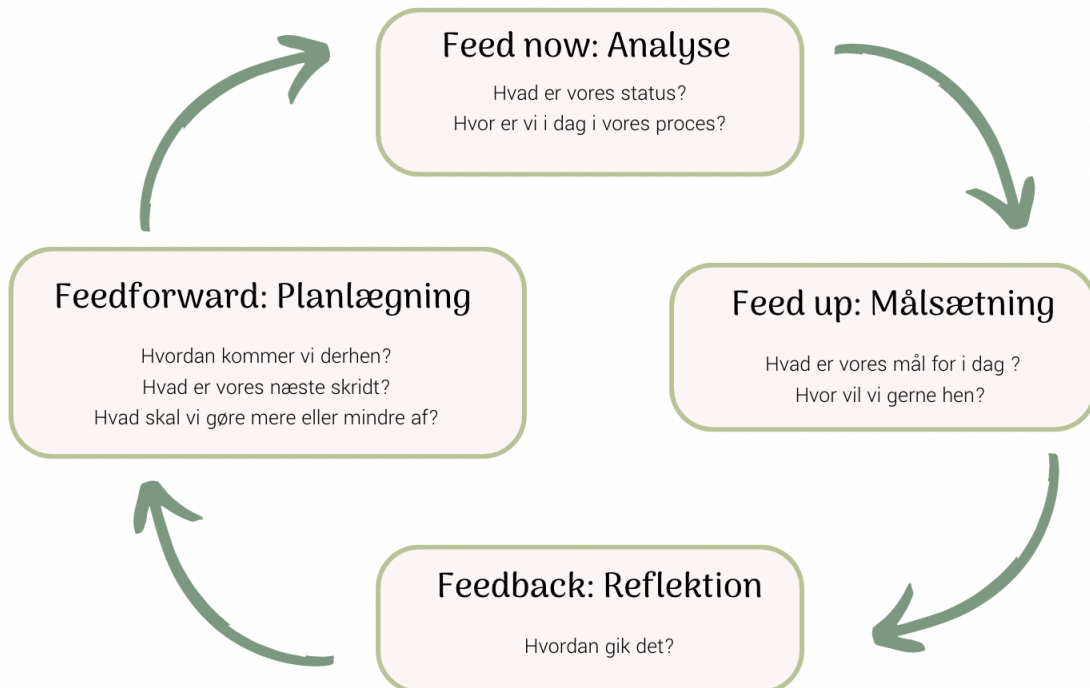 Feed now: Analyse
Hvad er vores status?
Hvor er vi i dag i vores proces?
Feed up: Målsætning
Hvad er vores mål for i dag ?
Hvor vil vi gerne hen?
Feedback: Reflektion
Hvordan gik det?
Feedforward: Planlægning
Hvordan kommer vi derhen?
Hvad er vores næste skridt?
Hvad skal vi gøre mere eller mindre af?